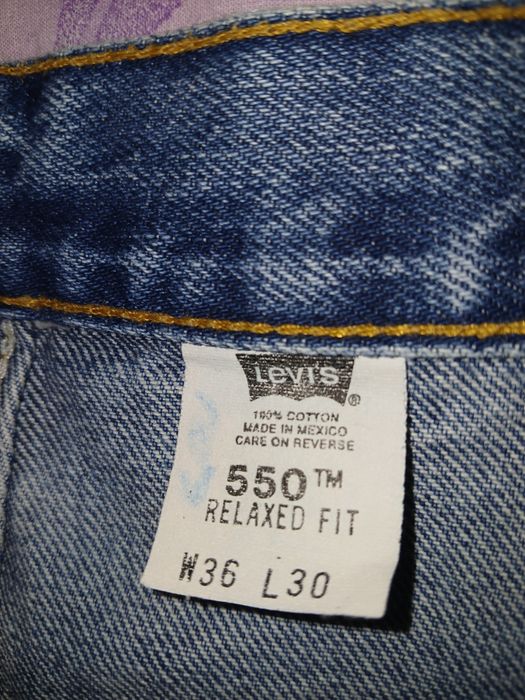 Levi's ®
100% COTTON
MADE IN MEXICO
CARE ON REVERSE
550™
RELAXED FIT
W36 L30